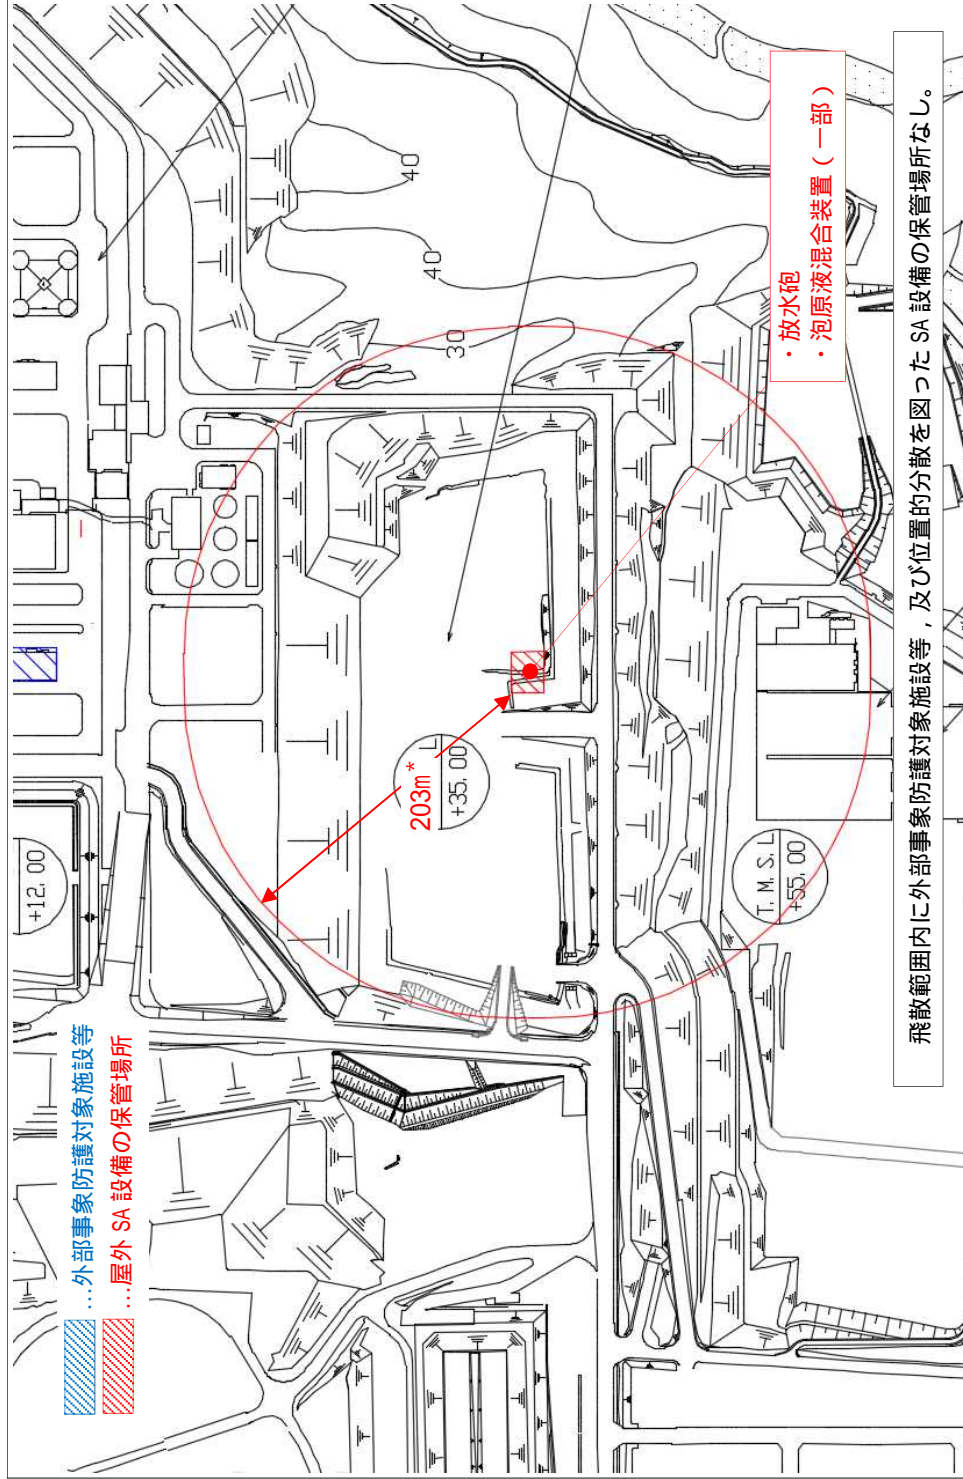 …外部事象防護対象施設等
…屋外 SA 設備の保管場所
+12.00
203m*
L
+35.00
30
40
40
T.M.S.L
+55.00
・放水砲
・泡原液混合装置（一部）
飛散範囲内に外部事象防護対象施設等，及び位置的分散を図った SA 設備の保管場所なし。